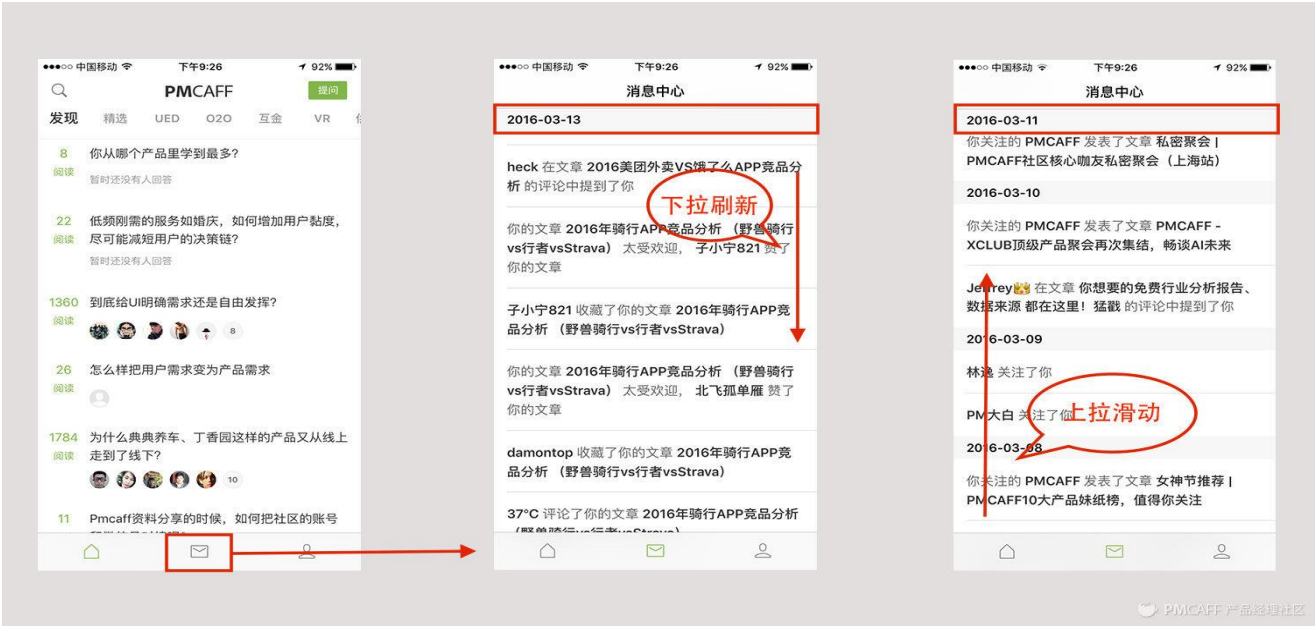 中国移动 下午9:26 92%
PMCAFF 提问
发现 精选 UED O2O 互金 VR
8 你从哪个产品里学到最多?
阅读 暂时还没有人回答
22 低频刚需的服务如婚庆，如何增加用户黏度，
阅读 尽可能减短用户的决策链?
暂时还没有人回答
1360 到底给UI明确需求还是自由发挥?
阅读 8
26 怎么样把用户需求变为产品需求
阅读
1784 为什么典典养车、丁香园这样的产品又从线上
阅读 走到了线下?
10
11 Pmcaff资料分享的时候，如何把社区的账号
中国移动 下午9:26 92%
消息中心
2016-03-13
heck 在文章 2016美团外卖VS饿了么APP竞品分
析 的评论中提到了你
下拉刷新
你的文章 2016年骑行APP竞品分析 （野兽骑行
vs行者vsStrava） 太受欢迎， 子小宁821 赞了
你的文章
子小宁821 收藏了你的文章 2016年骑行APP竞
品分析 （野兽骑行vs行者vsStrava）
你的文章 2016年骑行APP竞品分析 （野兽骑行
vs行者vsStrava） 太受欢迎， 北飞孤单雁 赞了
你的文章
damontop 收藏了你的文章 2016年骑行APP竞
品分析 （野兽骑行vs行者vsStrava）
37°C 评论了你的文章 2016年骑行APP竞品分析
（野兽骑行vs行者vsStrava）
中国移动 下午9:26 92%
消息中心
2016-03-11
你关注的 PMCAFF 发表了文章 私密聚会 |
PMCAFF社区核心咖友私密聚会（上海站）
2016-03-10
你关注的 PMCAFF 发表了文章 PMCAFF -
XCLUB顶级产品聚会再次集结，畅谈AI未来
Jeffrey 在文章 你想要的免费行业分析报告、
数据来源 都在这里！猛戳 的评论中提到了你
2016-03-09
林逸 关注了你
PM大白 关注了你
上拉滑动
2016-03-08
你关注的 PMCAFF 发表了文章 女神节推荐 |
PMCAFF10大产品妹纸榜，值得你关注
PMCAFF 产品经理社区